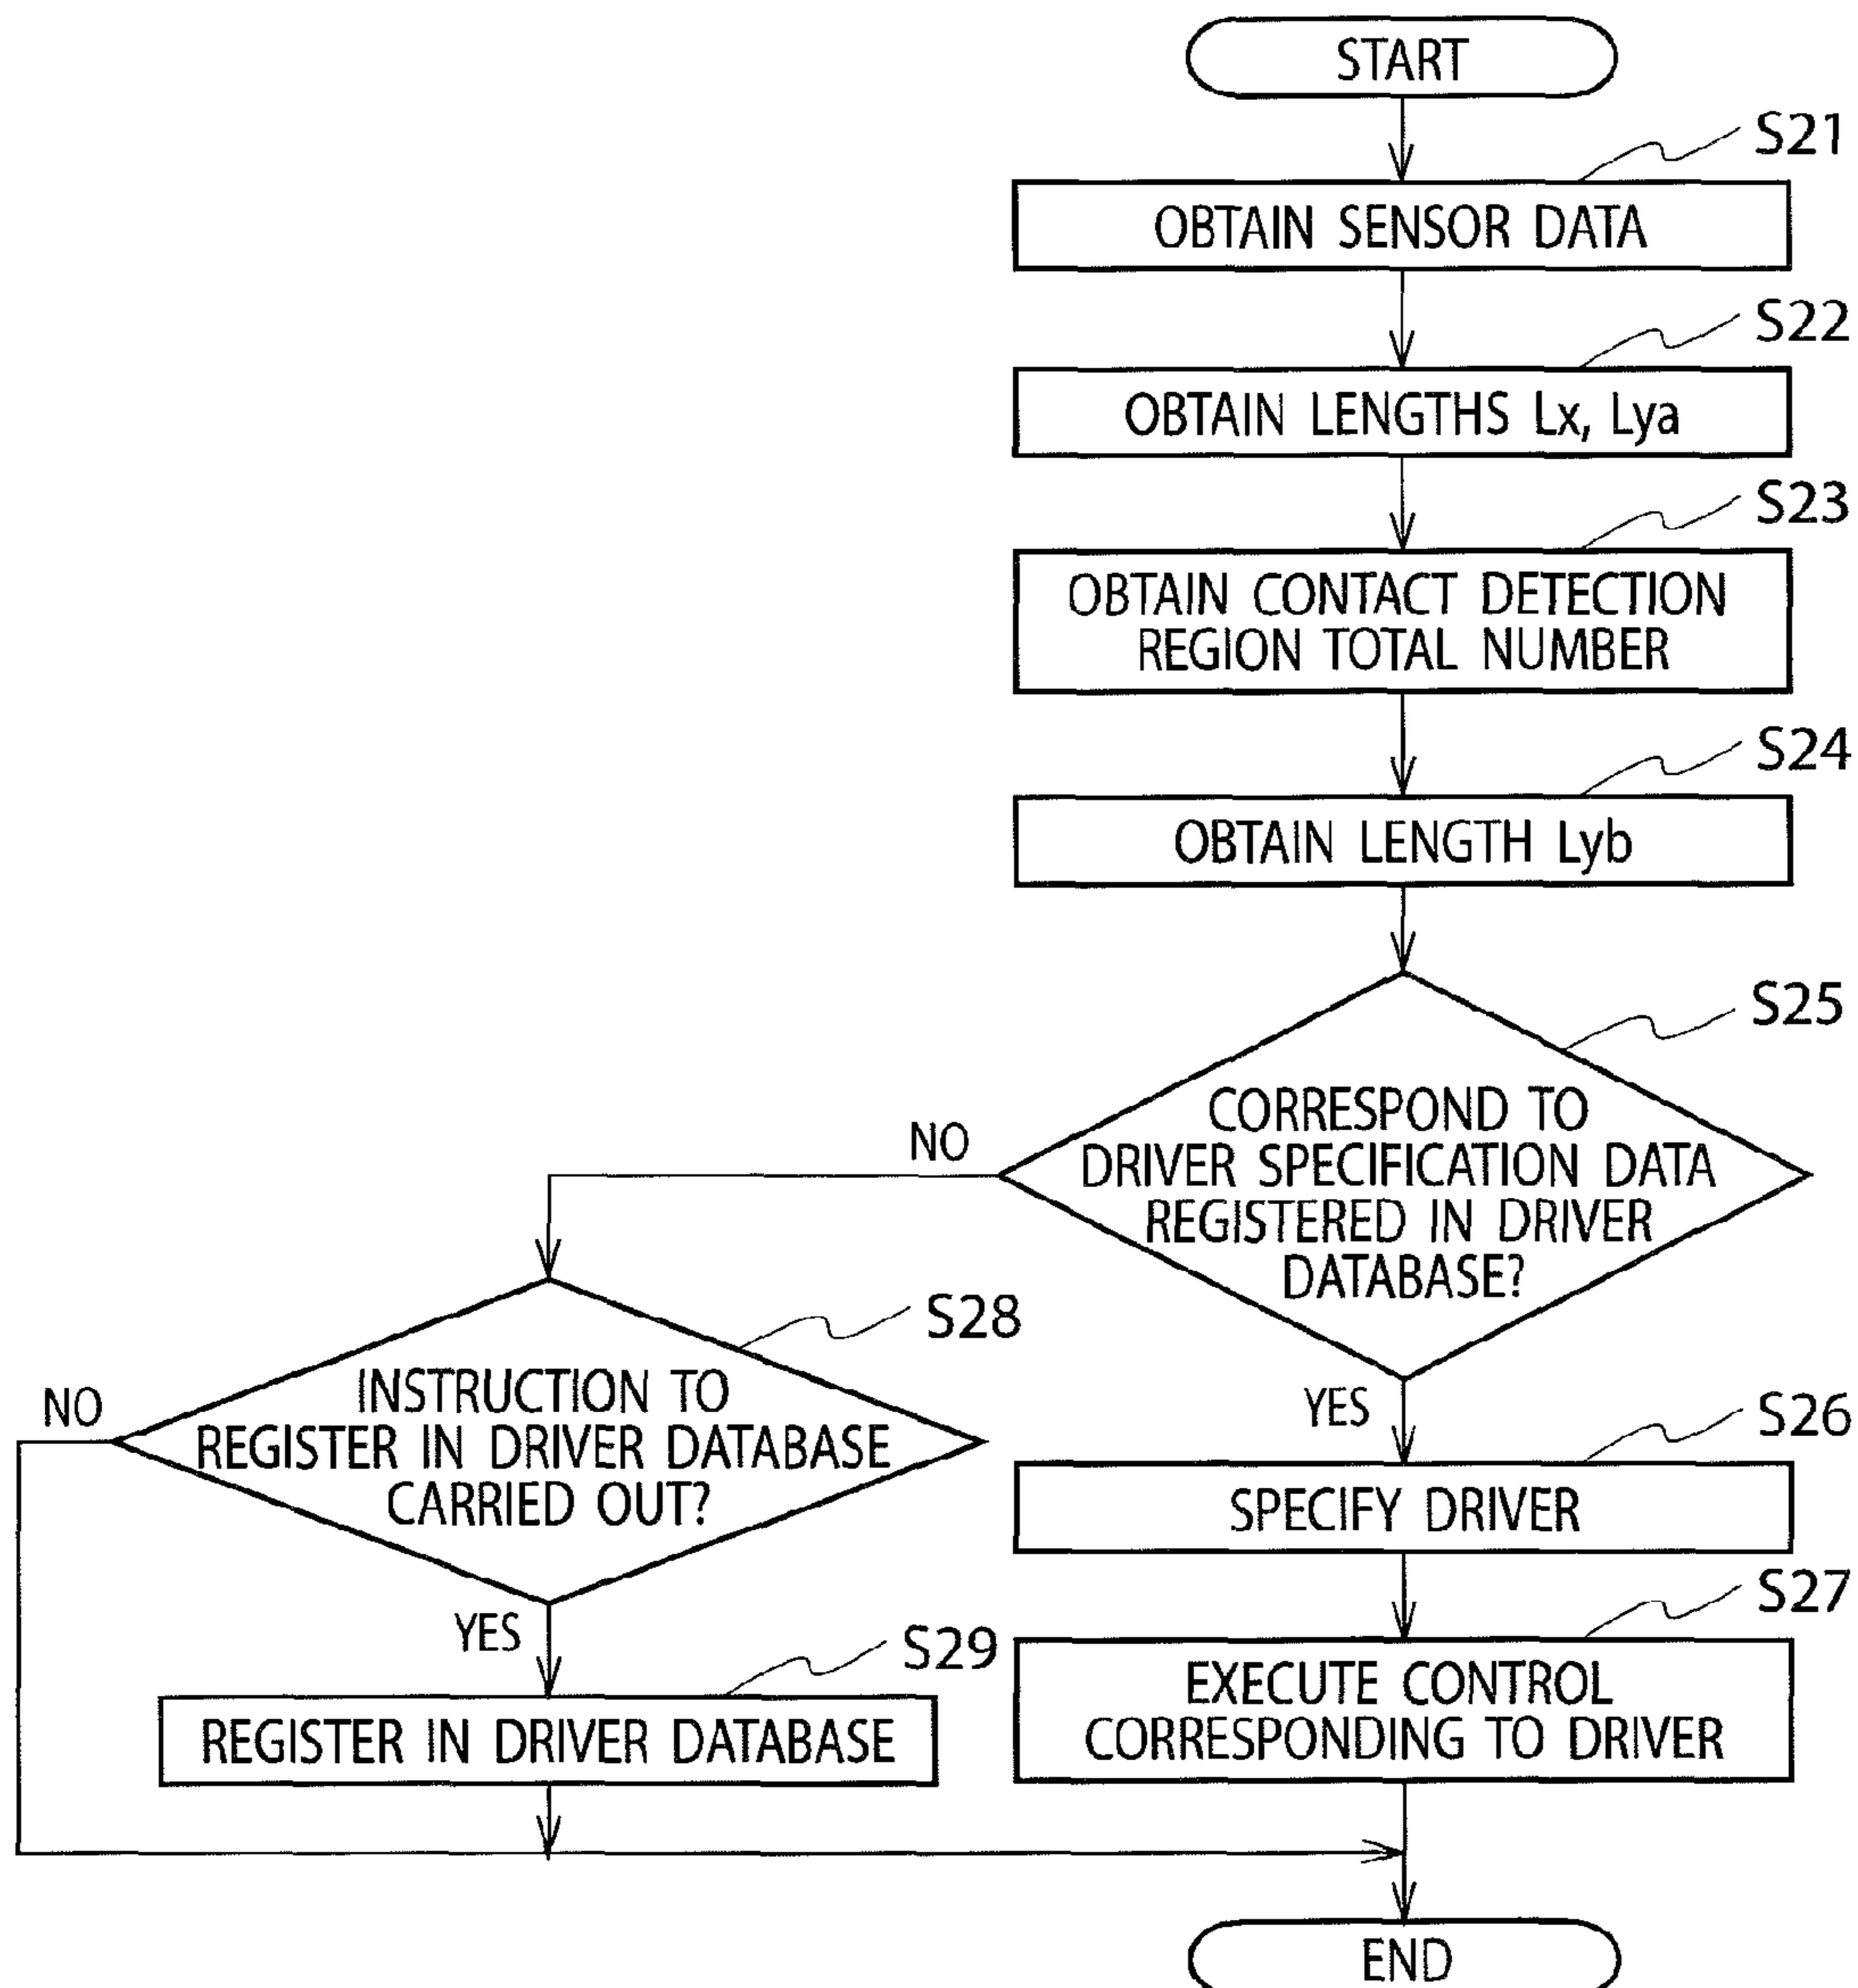 START
S21
OBTAIN SENSOR DATA
S22
OBTAIN LENGTHS Lx, Lya
S23
OBTAIN CONTACT DETECTION
REGION TOTAL NUMBER
S24
OBTAIN LENGTH Lyb
S25
CORRESPOND TO
DRIVER SPECIFICATION DATA
REGISTERED IN DRIVER
DATABASE?
NO
YES
S28
INSTRUCTION TO
REGISTER IN DRIVER DATABASE
CARRIED OUT?
NO
YES
S26
SPECIFY DRIVER
S27
EXECUTE CONTROL
CORRESPONDING TO DRIVER
S29
REGISTER IN DRIVER DATABASE
END